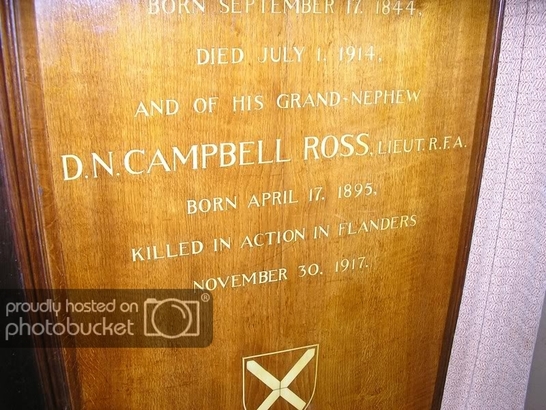 BORN SEPTEMBER 17. 1844,
DIED JULY 1. 1914,
AND OF HIS GRAND-NEPHEW
D.N. CAMPBELL ROSS, LIEUT. R.F.A.
BORN APRIL 17, 1895,
KILLED IN ACTION IN FLANDERS
NOVEMBER 30. 1917.
proudly hosted on
photobucket®